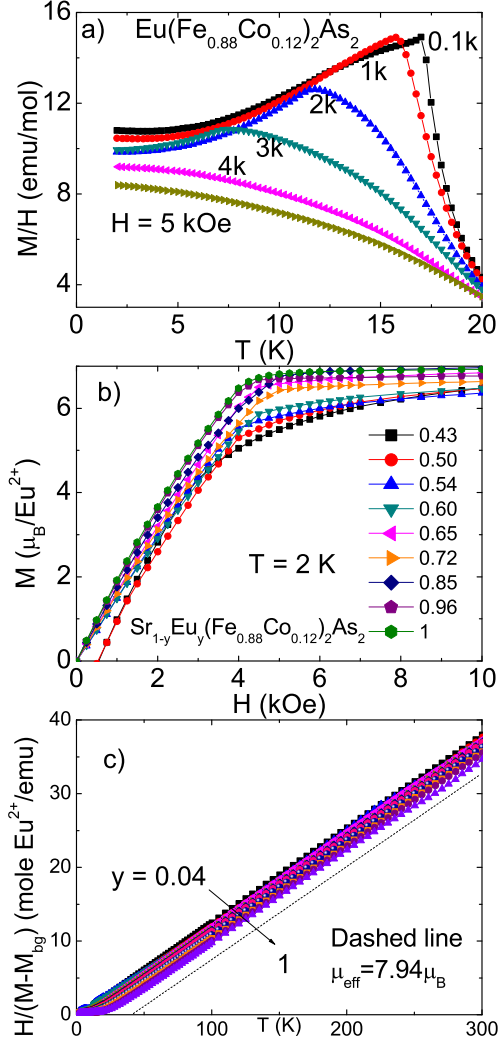 a) Eu(Fe0.88Co0.12)2As2
0.1k
1k
2k
3k
4k
H = 5 kOe
M/H (emu/mol)
16
12
8
4
0 5 10 15 20
T (K)
b)
M (μB/Eu2+)
6
4
2
0
0.43
0.50
0.54
0.60
0.65
0.72
0.85
0.96
1
T = 2 K
Sr1-yEuy(Fe0.88Co0.12)2As2
0 2 4 6 8 10
H (kOe)
c)
H/(M-Mbg) (mole Eu2+/emu)
40
30
20
10
0
y = 0.04
1
Dashed line
μeff=7.94μB
0 100 200 300
T (K)